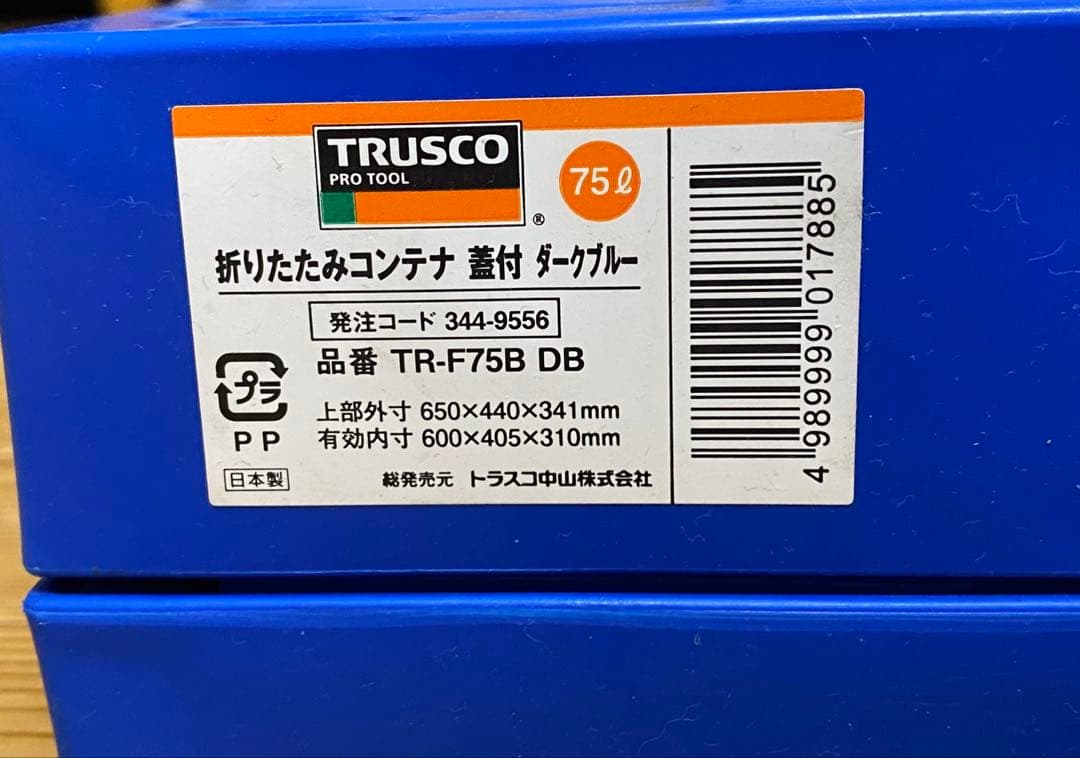 TRUSCO
PRO TOOL
®
75ℓ
折りたたみコンテナ 蓋付 ダークブルー
発注コード 344-9556
品番 TR-F75B DB
プラ
PP
上部外寸 650×440×341mm
有効内寸 600×405×310mm
日本製
総発売元 トラスコ中山株式会社
4 989999 017885